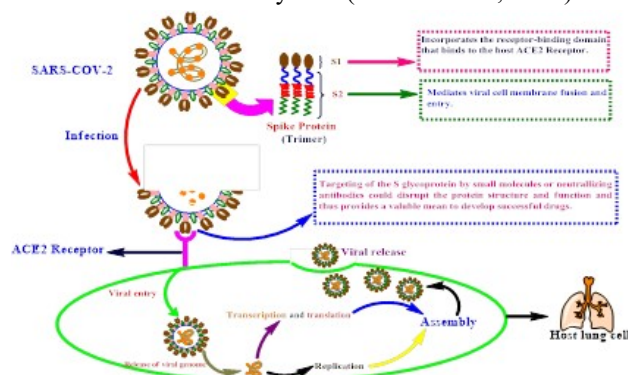 Incorporates the receptor-binding domain
that binds to the host ACE2 Receptor.
SARS-COV-2
S1
S2
Mediates viral cell membrane fusion and
entry.
Spike Protein
(Trimer)
Infection
Targeting of the S glycoprotein by small molecules or neutrallizing
antibodies could disrupt the protein structure and function and
thus provides a valuble mean to develop successful drugs.
ACE2 Receptor
Viral release
Viral entry
Transcription and translation
Assembly
Host lung cell
Release of viral genome
Replication